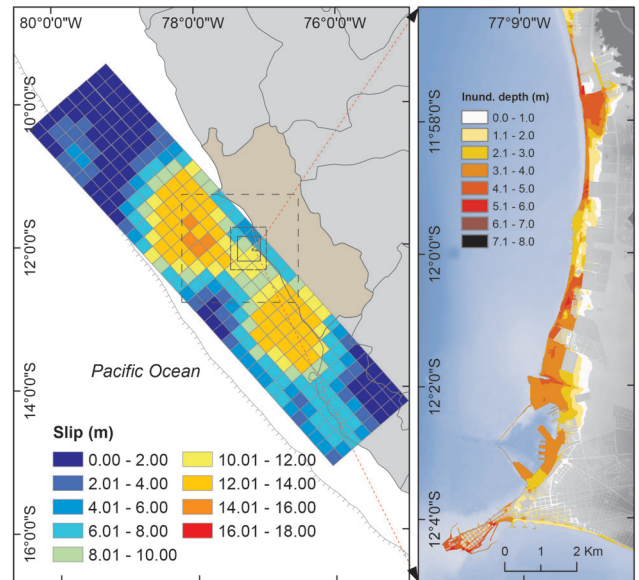 80°0'0"W 78°0'0"W 76°0'0"W
10°0'0"S
12°0'0"S
14°0'0"S
16°0'0"S
Pacific Ocean
Slip (m)
0.00 - 2.00
2.01 - 4.00
4.01 - 6.00
6.01 - 8.00
8.01 - 10.00
10.01 - 12.00
12.01 - 14.00
14.01 - 16.00
16.01 - 18.00
77°9'0"W
11°58'0"S
12°0'0"S
12°2'0"S
12°4'0"S
Inund. depth (m)
0.0 - 1.0
1.1 - 2.0
2.1 - 3.0
3.1 - 4.0
4.1 - 5.0
5.1 - 6.0
6.1 - 7.0
7.1 - 8.0
0 1 2 Km